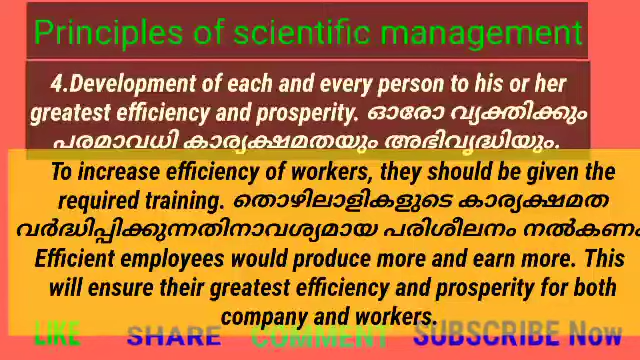 Principles of scientific management
4.Development of each and every person to his or her
greatest efficiency and prosperity. ഓരോ വ്യക്തിക്കും
പരമാവധി കാര്യക്ഷമതയും അഭിവൃദ്ധിയും.
To increase efficiency of workers, they should be given the
required training. തൊഴിലാളികളുടെ കാര്യക്ഷമത
വർദ്ധിപ്പിക്കുന്നതിനാവശ്യമായ പരിശീലനം നൽകണം
Efficient employees would produce more and earn more. This
will ensure their greatest efficiency and prosperity for both
company and workers.
LIKE SHARE COMMENT SUBSCRIBE Now